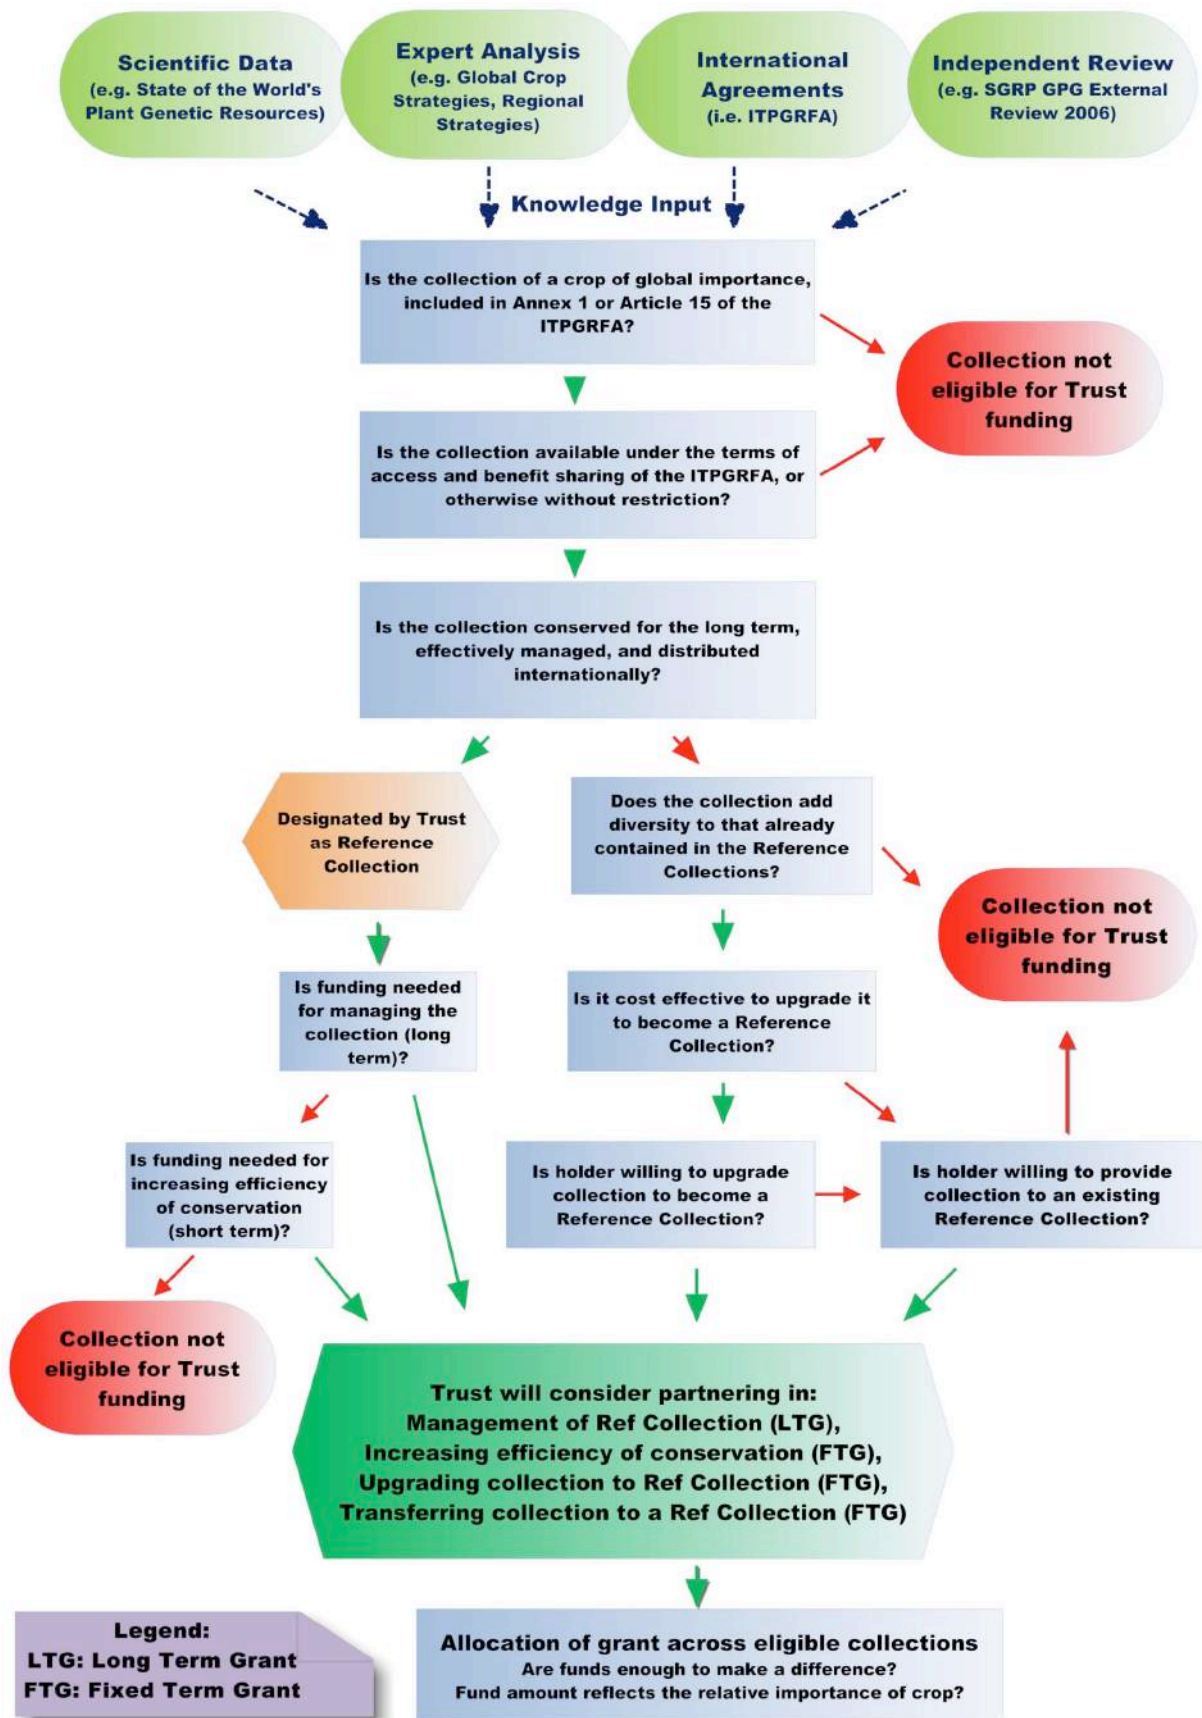 Scientific Data
(e.g. State of the World's
Plant Genetic Resources)
Expert Analysis
(e.g. Global Crop
Strategies, Regional
Strategies)
International
Agreements
(i.e. ITPGRFA)
Independent Review
(e.g. SGRP GPG External
Review 2006)
Knowledge Input
Is the collection of a crop of global importance,
included in Annex 1 or Article 15 of the
ITPGRFA?
Collection not
eligible for Trust
funding
Is the collection available under the terms of
access and benefit sharing of the ITPGRFA, or
otherwise without restriction?
Is the collection conserved for the long term,
effectively managed, and distributed
internationally?
Designated by Trust
as Reference
Collection
Does the collection add
diversity to that already
contained in the Reference
Collections?
Collection not
eligible for Trust
funding
Is funding needed
for managing the
collection (long
term)?
Is it cost effective to upgrade it
to become a Reference
Collection?
Is funding needed for
increasing efficiency
of conservation
(short term)?
Is holder willing to upgrade
collection to become a
Reference Collection?
Is holder willing to provide
collection to an existing
Reference Collection?
Collection not
eligible for Trust
funding
Trust will consider partnering in:
Management of Ref Collection (LTG),
Increasing efficiency of conservation (FTG),
Upgrading collection to Ref Collection (FTG),
Transferring collection to a Ref Collection (FTG)
Legend:
LTG: Long Term Grant
FTG: Fixed Term Grant
Allocation of grant across eligible collections
Are funds enough to make a difference?
Fund amount reflects the relative importance of crop?